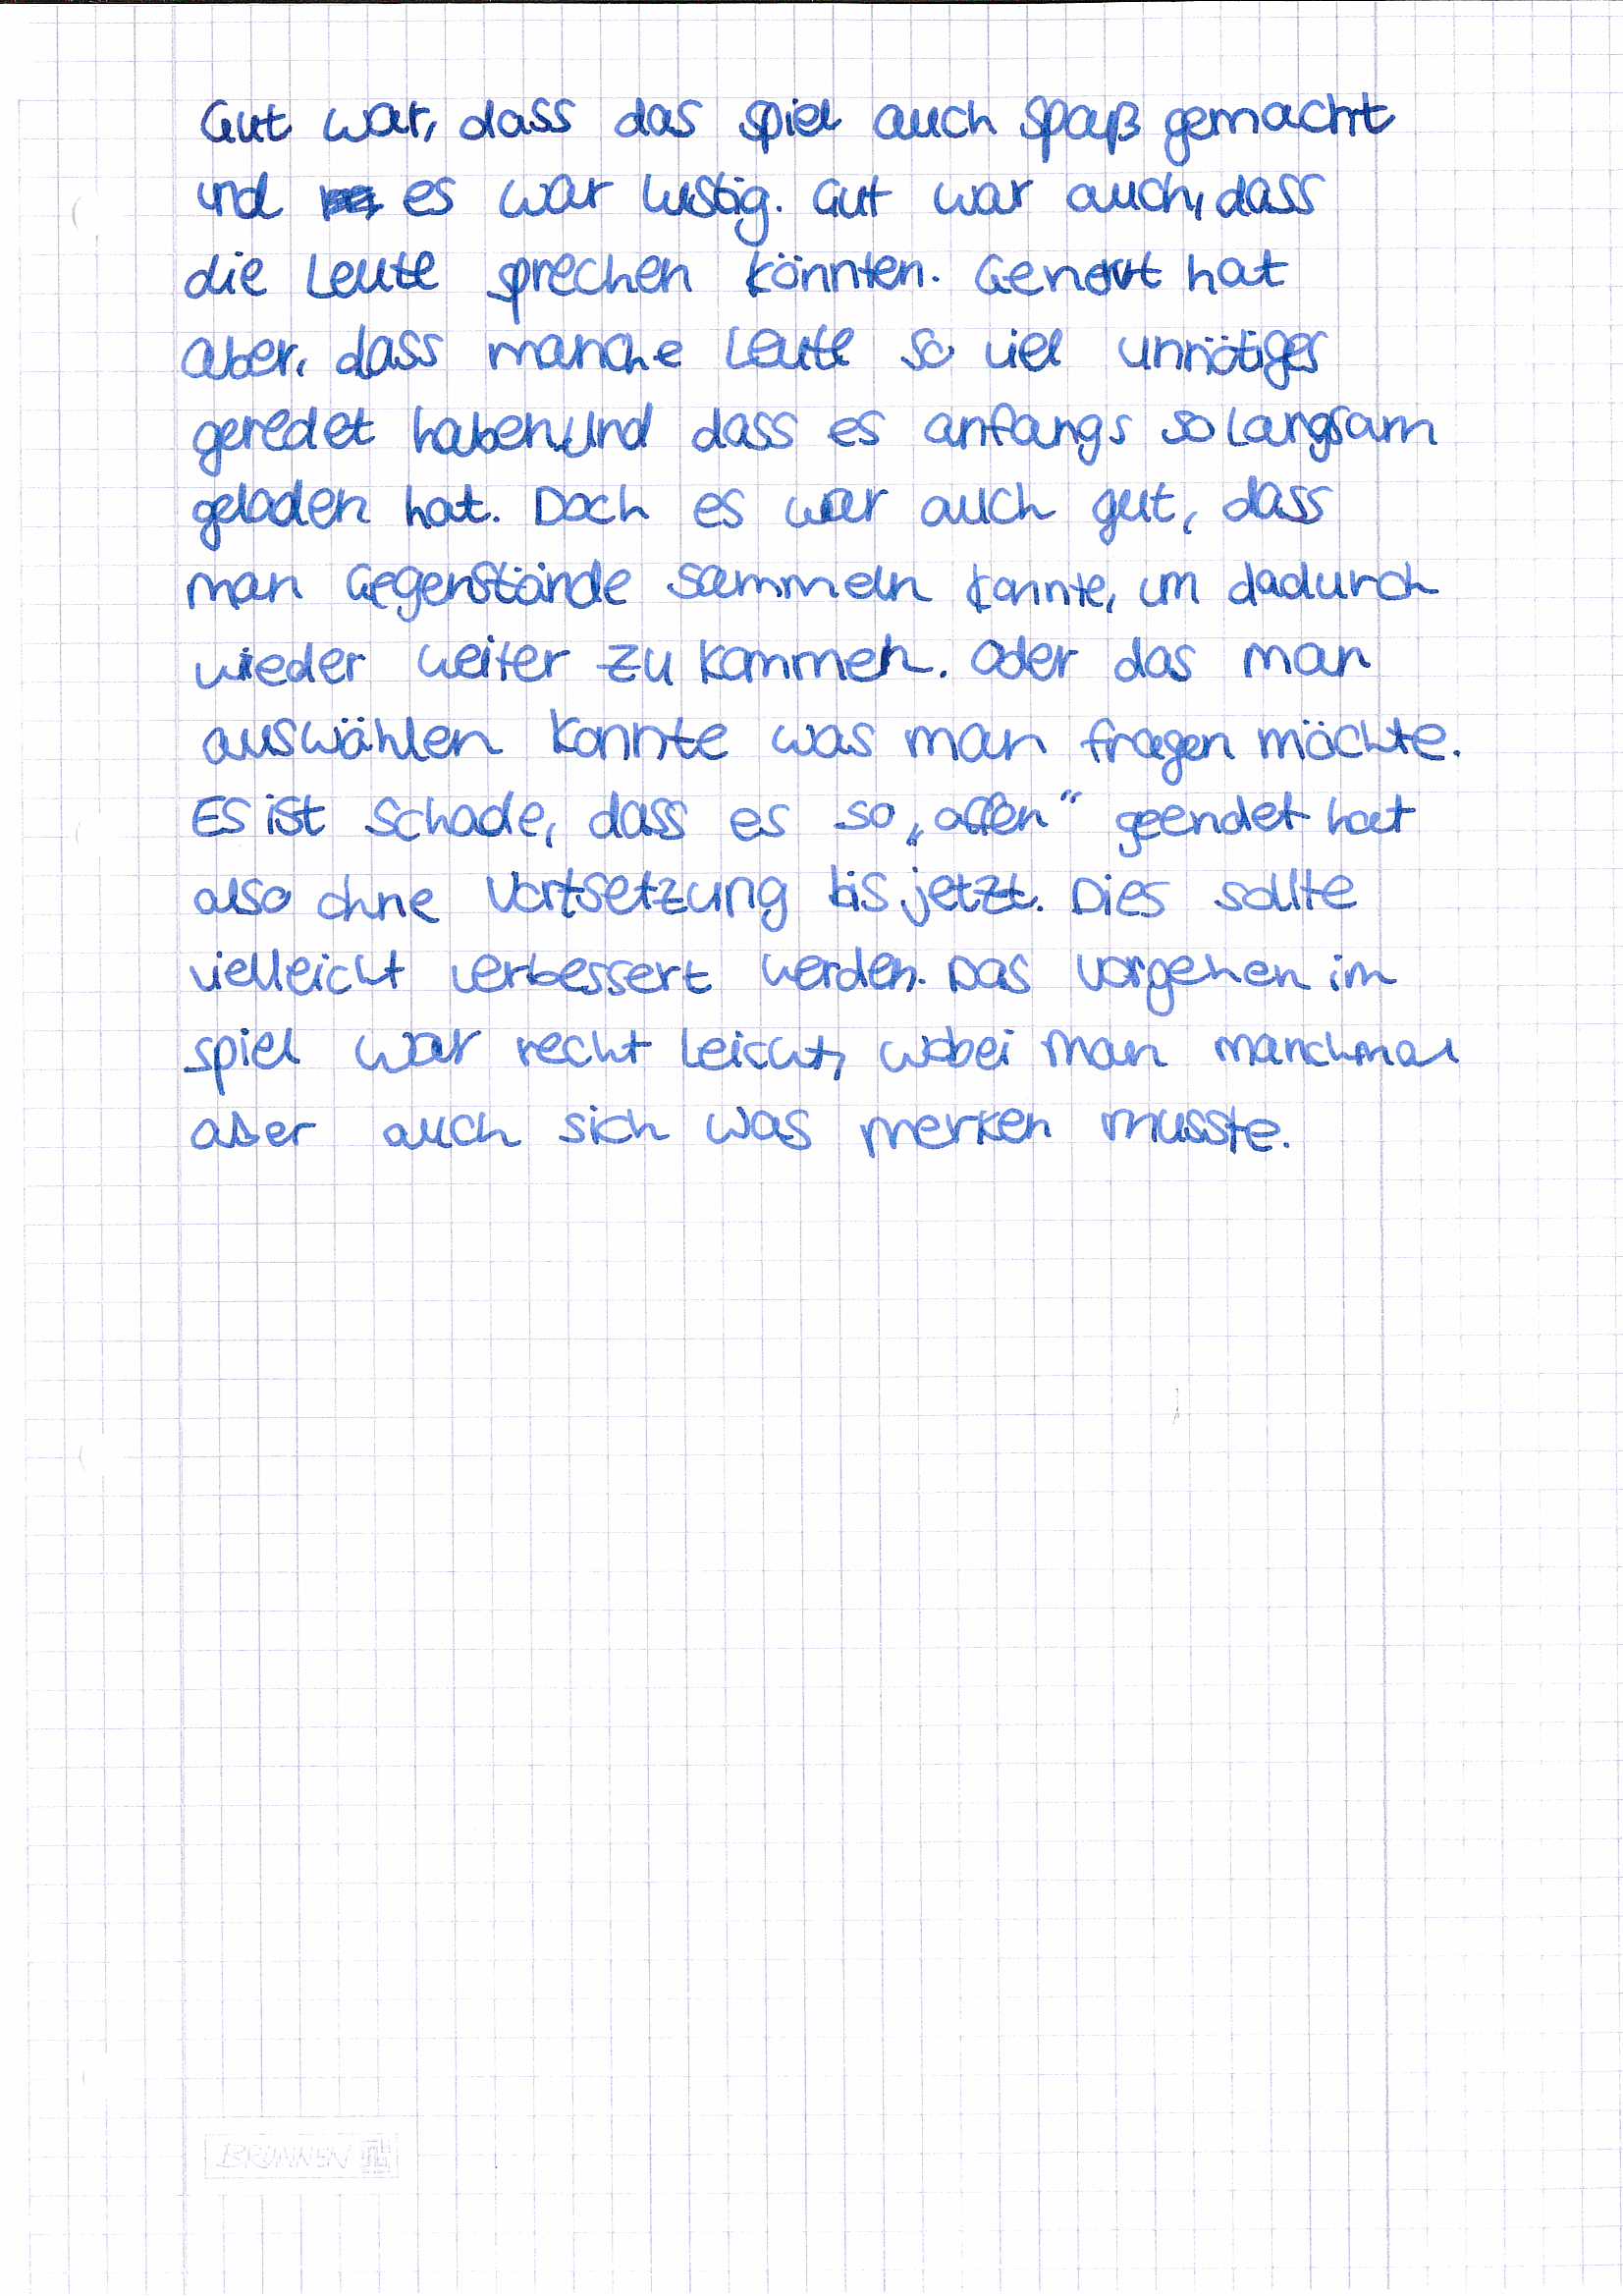 Gut war, dass das Spiel auch Spaß gemacht
und es war lustig. Gut war auch, dass
die Leute sprechen könnten. Genervt hat
aber, dass manche Leute so viel unnötiges
geredet haben und dass es anfangs so langsam
geladen hat. Doch es war auch gut, dass
man Gegenstände sammeln konnte, um dadurch
wieder weiter zu kommen. Oder das man
auswählen konnte was man fragen möchte.
Es ist Schade, dass es so „offen“ geendet hat
also ohne Vortsetzung bis jetzt. Dies sollte
vielleicht verbessert werden. Das vorgehen im
Spiel war recht leicht, wobei man manchmal
aber auch sich was merken musste.
BRUNNEN